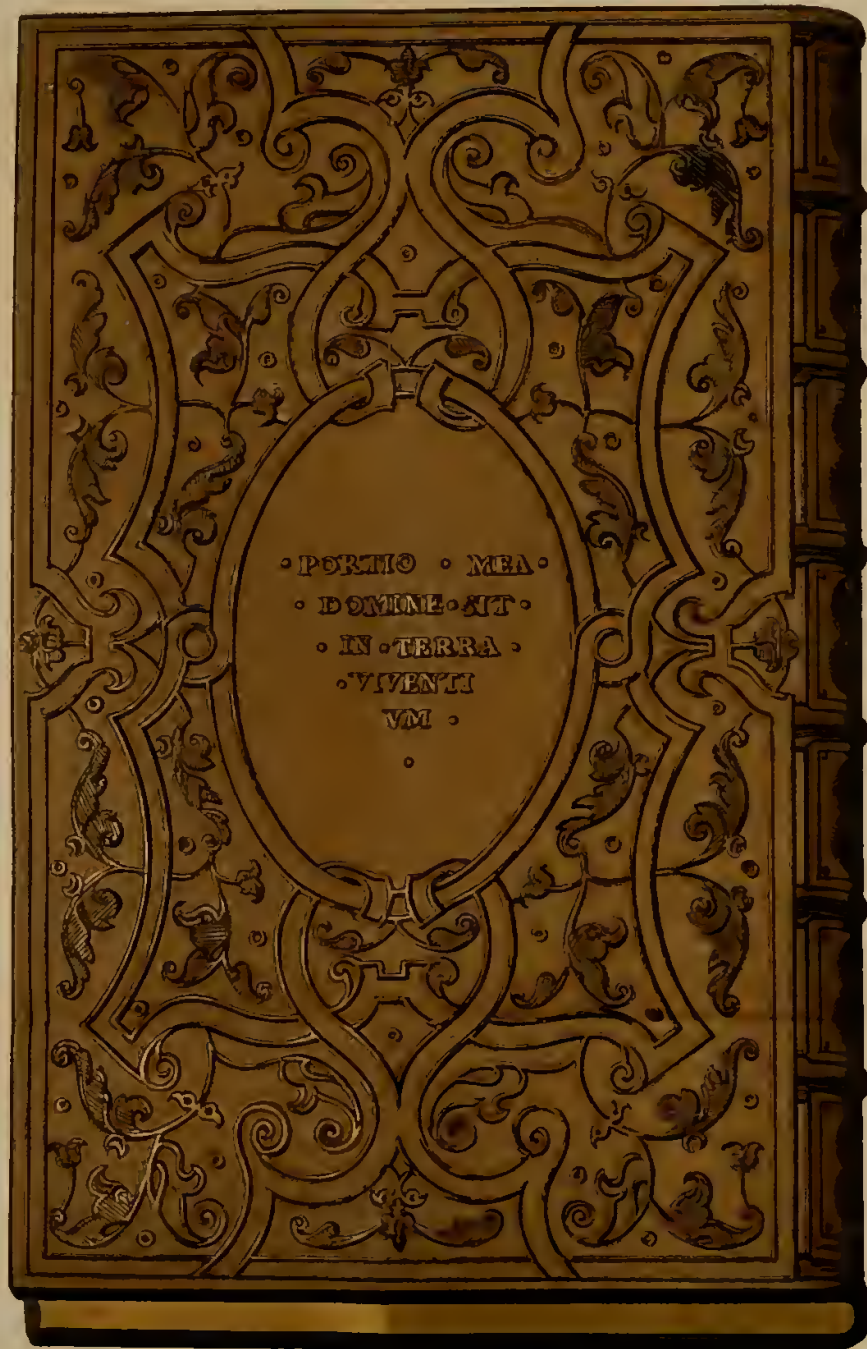 · PORTIO · MEA ·
· DOMINE · SIT ·
· IN · TERRA ·
· VIVENTI
VM ·